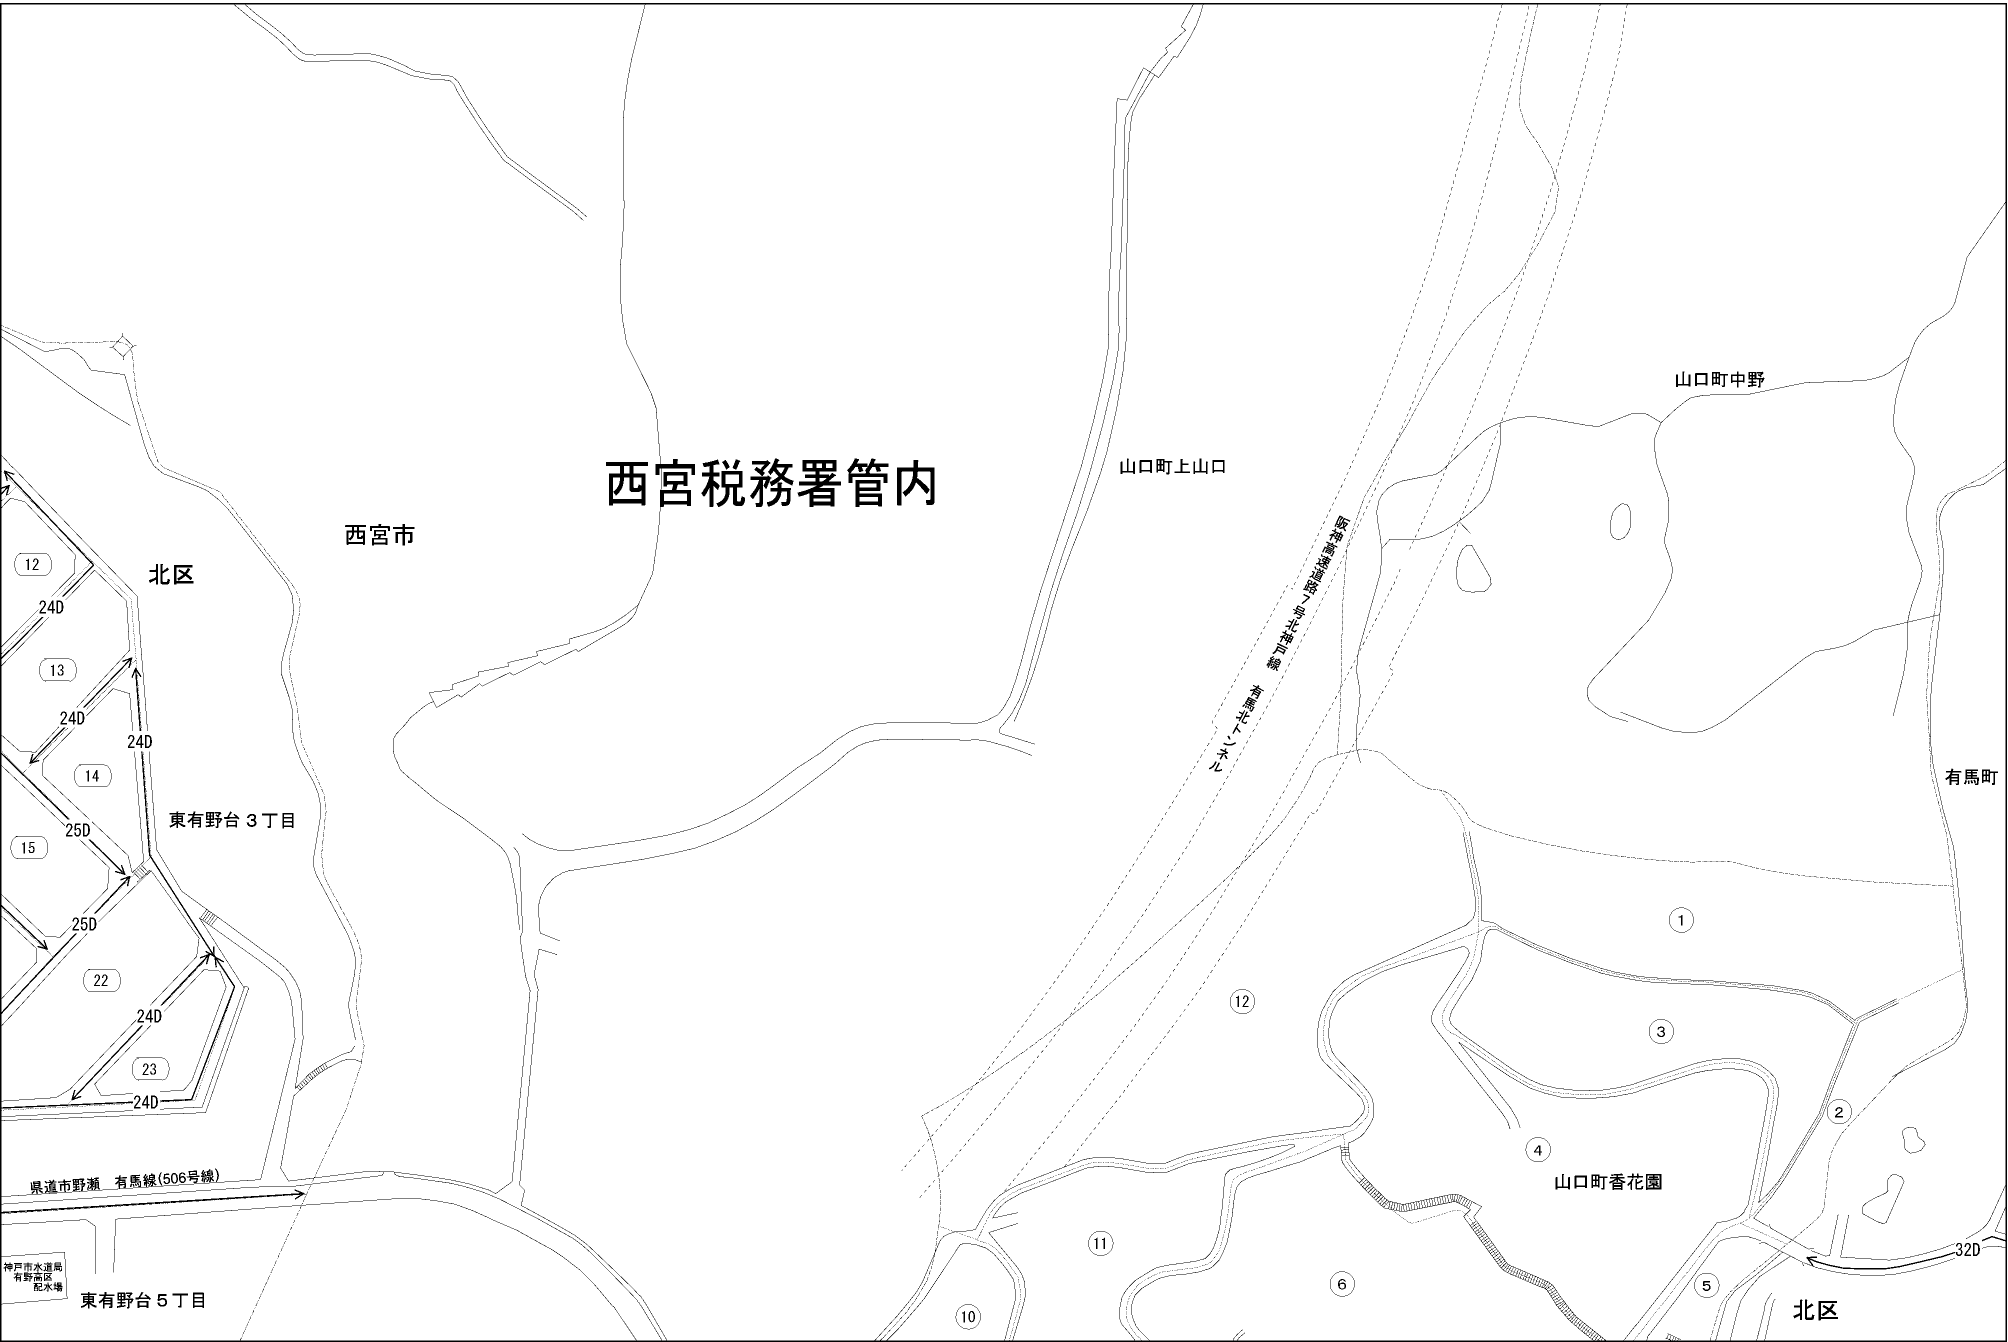 山口町中野
山口町上山口
西宮税務署管内
西宮市
北区
阪神高速道路7号北神戸線　有馬北トンネル
12
24D
13
24D
24D
14
有馬町
東有野台3丁目
25D
15
25D
22
24D
23
24D
1
12
3
2
4
山口町香花園
県道市野瀬　有馬線(506号線)
11
32D
神戸市水道局
有野高区
配水場
東有野台5丁目
6
5
10
北区